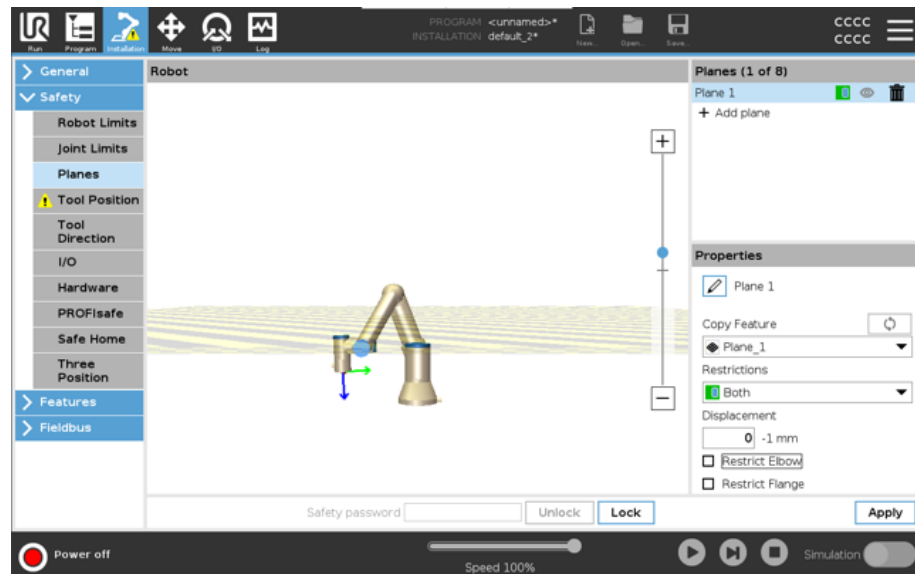 PROGRAM <unnamed>*
INSTALLATION default_2*
UR
Run
Program
Installation
Move
I/O
Log
New...
Open...
Save...
CCCC
CCCC
General
Safety
Robot Limits
Joint Limits
Planes
Tool Position
Tool
Direction
I/O
Hardware
PROFIsafe
Safe Home
Three
Position
Features
Fieldbus
Robot
Planes (1 of 8)
Plane 1
+ Add plane
Properties
Plane 1
Copy Feature
Plane_1
Restrictions
Both
Displacement
0 -1 mm
Restrict Elbow
Restrict Flange
Safety password
Unlock
Lock
Apply
Power off
Speed 100%
Simulation